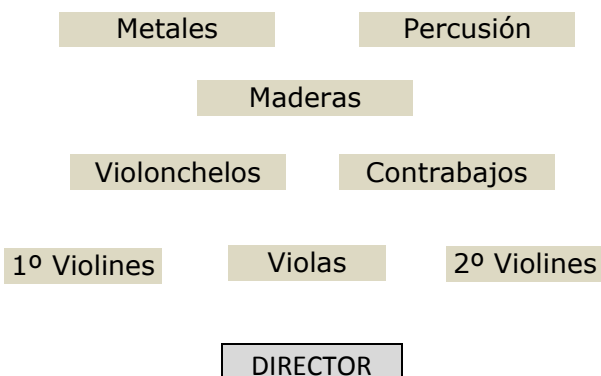 Metales Percusión
Maderas
Violonchelos Contrabajos
1º Violines Violas 2º Violines
DIRECTOR